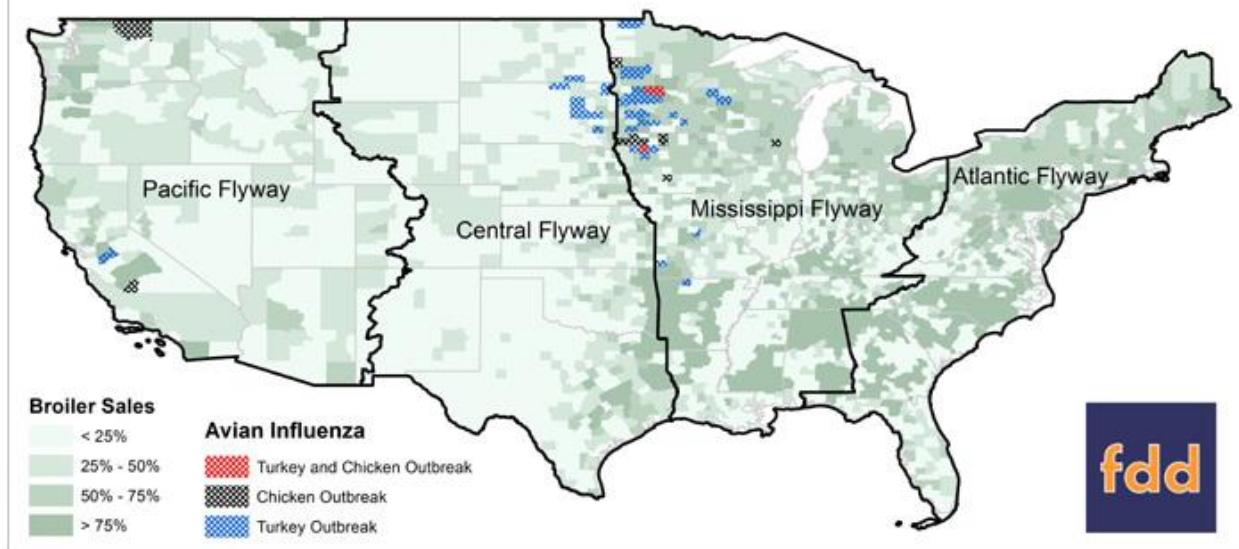 Pacific Flyway
Central Flyway
Mississippi Flyway
Atlantic Flyway
Broiler Sales
< 25%
25% - 50%
50% - 75%
> 75%
Avian Influenza
Turkey and Chicken Outbreak
Chicken Outbreak
Turkey Outbreak
fdd